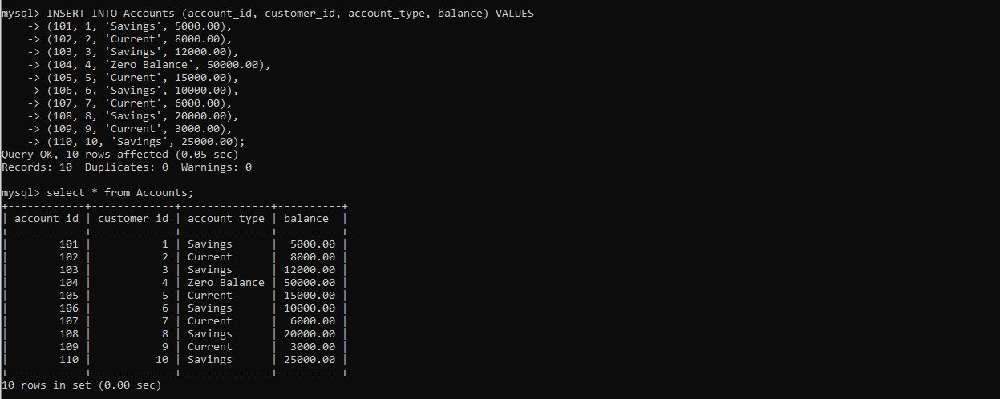 mysql> INSERT INTO Accounts (account_id, customer_id, account_type, balance) VALUES
    -> (101, 1, 'Savings', 5000.00),
    -> (102, 2, 'Current', 8000.00),
    -> (103, 3, 'Savings', 12000.00),
    -> (104, 4, 'Zero Balance', 50000.00),
    -> (105, 5, 'Current', 15000.00),
    -> (106, 6, 'Savings', 10000.00),
    -> (107, 7, 'Current', 6000.00),
    -> (108, 8, 'Savings', 20000.00),
    -> (109, 9, 'Current', 3000.00),
    -> (110, 10, 'Savings', 25000.00);
Query OK, 10 rows affected (0.05 sec)
Records: 10  Duplicates: 0  Warnings: 0

mysql> select * from Accounts;
+------------+-------------+--------------+----------+
| account_id | customer_id | account_type | balance  |
+------------+-------------+--------------+----------+
|        101 |           1 | Savings      |  5000.00 |
|        102 |           2 | Current      |  8000.00 |
|        103 |           3 | Savings      | 12000.00 |
|        104 |           4 | Zero Balance | 50000.00 |
|        105 |           5 | Current      | 15000.00 |
|        106 |           6 | Savings      | 10000.00 |
|        107 |           7 | Current      |  6000.00 |
|        108 |           8 | Savings      | 20000.00 |
|        109 |           9 | Current      |  3000.00 |
|        110 |          10 | Savings      | 25000.00 |
+------------+-------------+--------------+----------+
10 rows in set (0.00 sec)